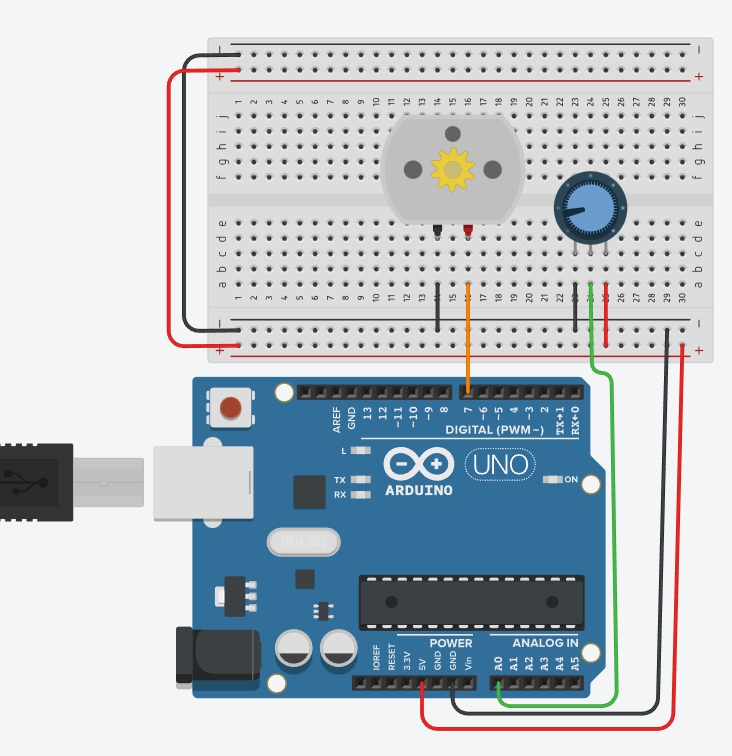 − −
+ +
1 2 3 4 5 6 7 8 9 10 11 12 13 14 15 16 17 18 19 20 21 22 23 24 25 26 27 28 29 30
j j
i i
h h
g g
f f
e e
d d
c c
b b
a a
1 2 3 4 5 6 7 8 9 10 11 12 13 14 15 16 17 18 19 20 21 22 23 24 25 26 27 28 29 30
− −
+ +
AREF GND 13 12 ~11 ~10 ~9 8 7 ~6 ~5 4 ~3 2 TX→1 RX←0
DIGITAL (PWM~)
L
TX
RX
UNO
ARDUINO
ON
POWER
ANALOG IN
IOREF RESET 3.3V 5V GND GND Vin A0 A1 A2 A3 A4 A5